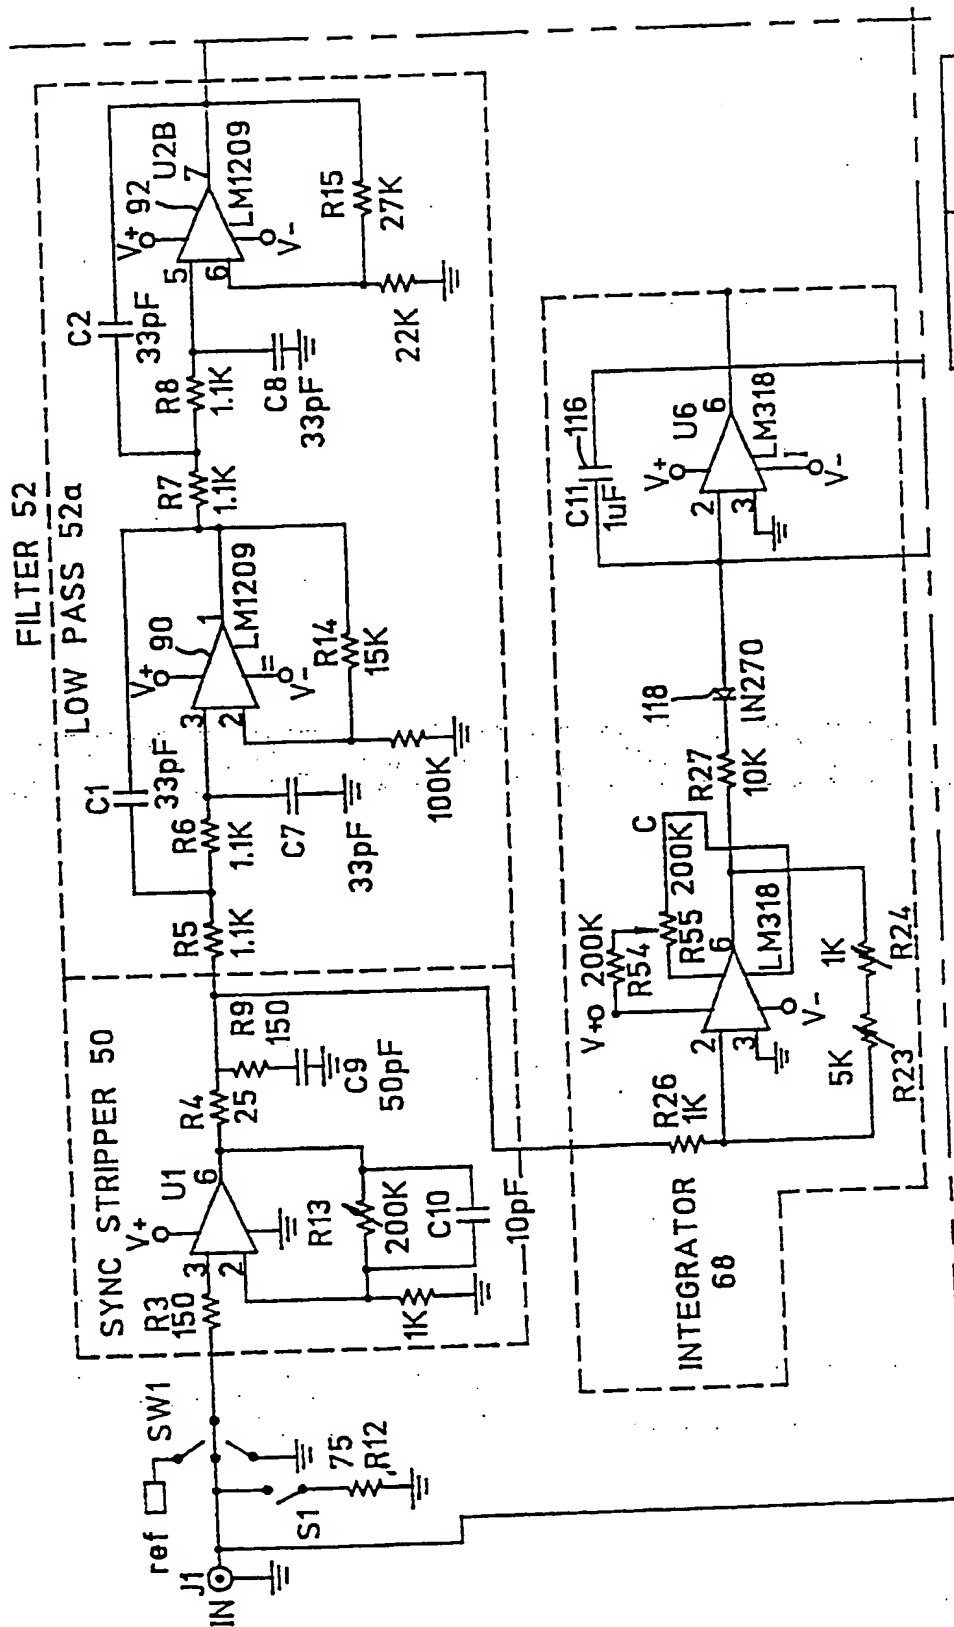 FILTER 52
LOW PASS 52a
SYNC STRIPPER 50
ref
SW1
J1
IN
S1
75
R12
R3
150
3
2
V+
U1
6
R13
200K
C10
10pF
1K
R4
25
R9
150
C9
50pF
R5
1.1K
C1
33pF
R6
1.1K
C7
33pF
3
2
V+
90
1
LM1209
V-
R14
15K
100K
R7
1.1K
C2
33pF
R8
1.1K
C8
33pF
5
6
V+
92
U2B
7
LM1209
V-
R15
27K
22K
INTEGRATOR
68
R26
1K
2
3
V+
200K
R54
R55
200K
C
6
LM318
V-
5K
R23
1K
R24
R27
10K
118
IN270
C11
1uF
116
2
3
V+
U6
6
LM318
V-